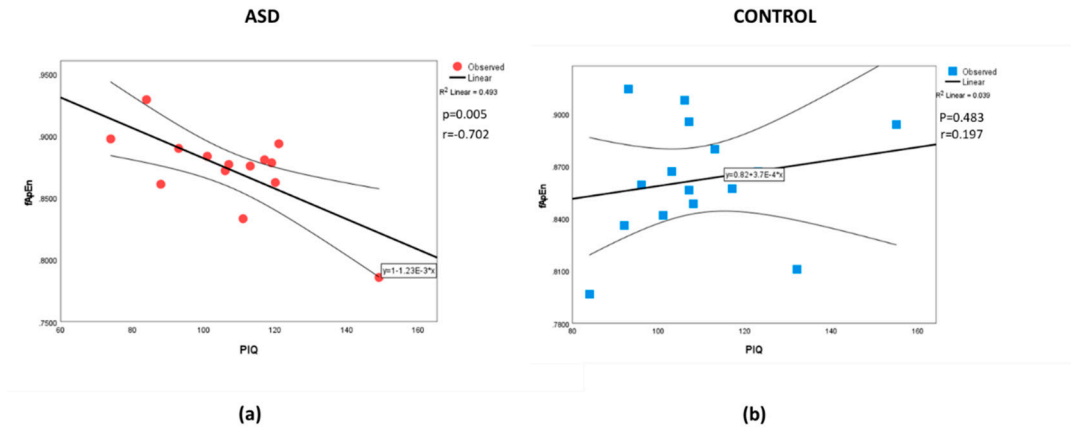 ASD
CONTROL
.9500
.9000
.8500
.8000
.7500
fApEn
60
80
100
120
140
160
PIQ
Observed
Linear
R² Linear = 0.493
p=0.005
r=-0.702
y=1-1.23E-3*x
(a)
.9000
.8700
.8400
.8100
.7800
fApEn
80
100
120
140
160
PIQ
Observed
Linear
R² Linear = 0.039
P=0.483
r=0.197
y=0.82+3.7E-4*x
(b)